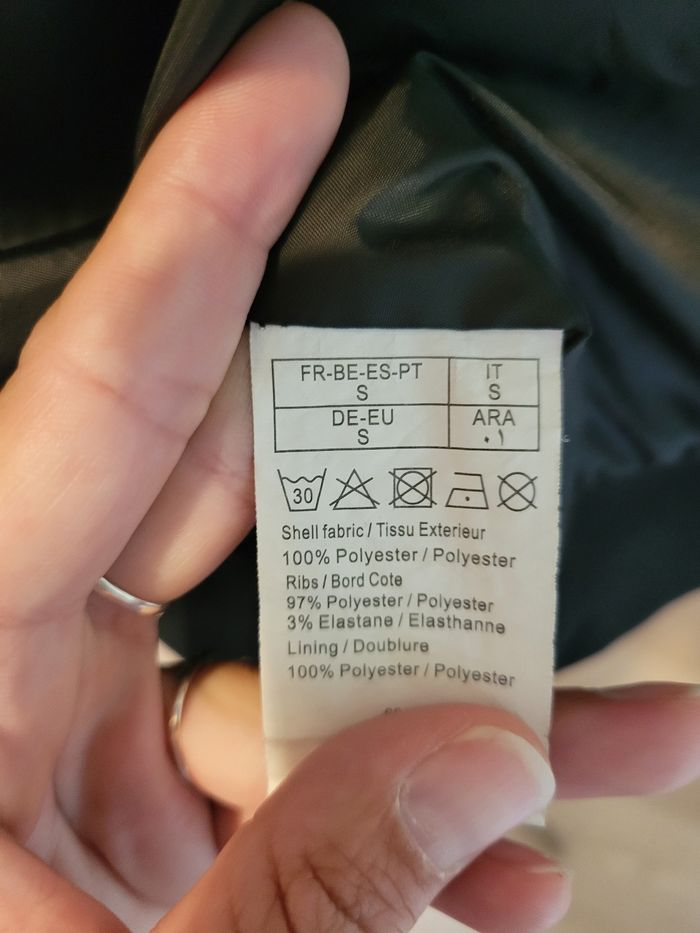 FR-BE-ES-PT IT
S S
DE-EU ARA
S ٠١
30
Shell fabric / Tissu Exterieur
100% Polyester / Polyester
Ribs / Bord Cote
97% Polyester / Polyester
3% Elastane / Elasthanne
Lining / Doublure
100% Polyester / Polyester